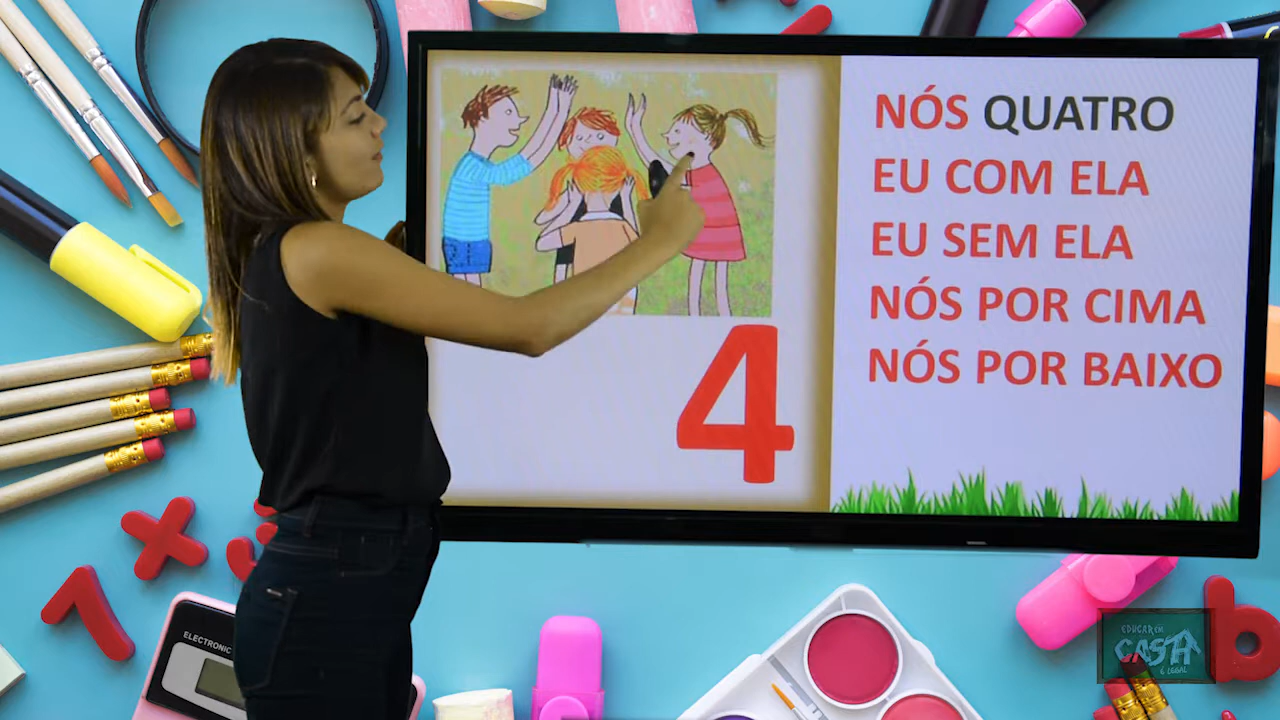 NÓS QUATRO
EU COM ELA
EU SEM ELA
NÓS POR CIMA
NÓS POR BAIXO
4
ELECTRONIC
EDUCAR EM
CASA
É LEGAL